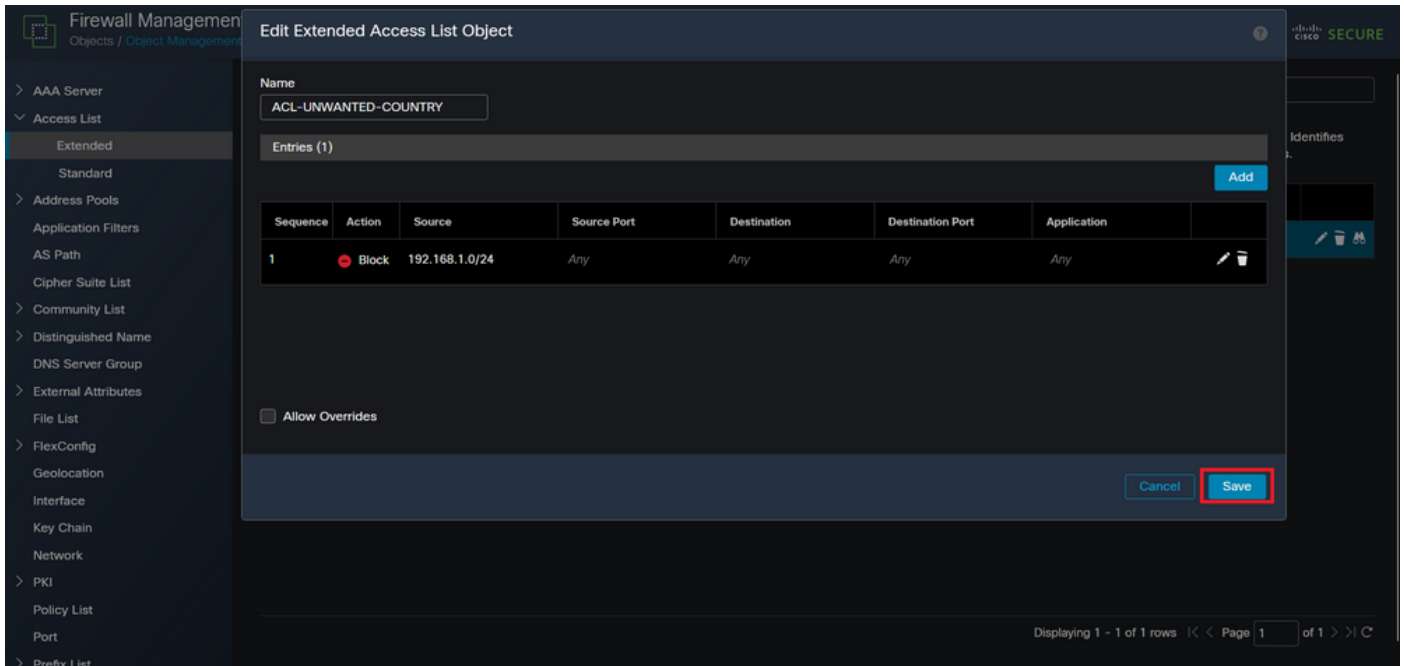 Firewall Managemen
Objects / Object Management
Edit Extended Access List Object
cisco SECURE
AAA Server
Access List
Extended
Standard
Address Pools
Application Filters
AS Path
Cipher Suite List
Community List
Distinguished Name
DNS Server Group
External Attributes
File List
FlexConfig
Geolocation
Interface
Key Chain
Network
PKI
Policy List
Port
Prefix List
Name
ACL-UNWANTED-COUNTRY
Entries (1)
Add
Sequence Action Source Source Port Destination Destination Port Application
1 Block 192.168.1.0/24 Any Any Any Any
Allow Overrides
Cancel Save
Identifies
Displaying 1 - 1 of 1 rows |< < Page 1 of 1 > >|